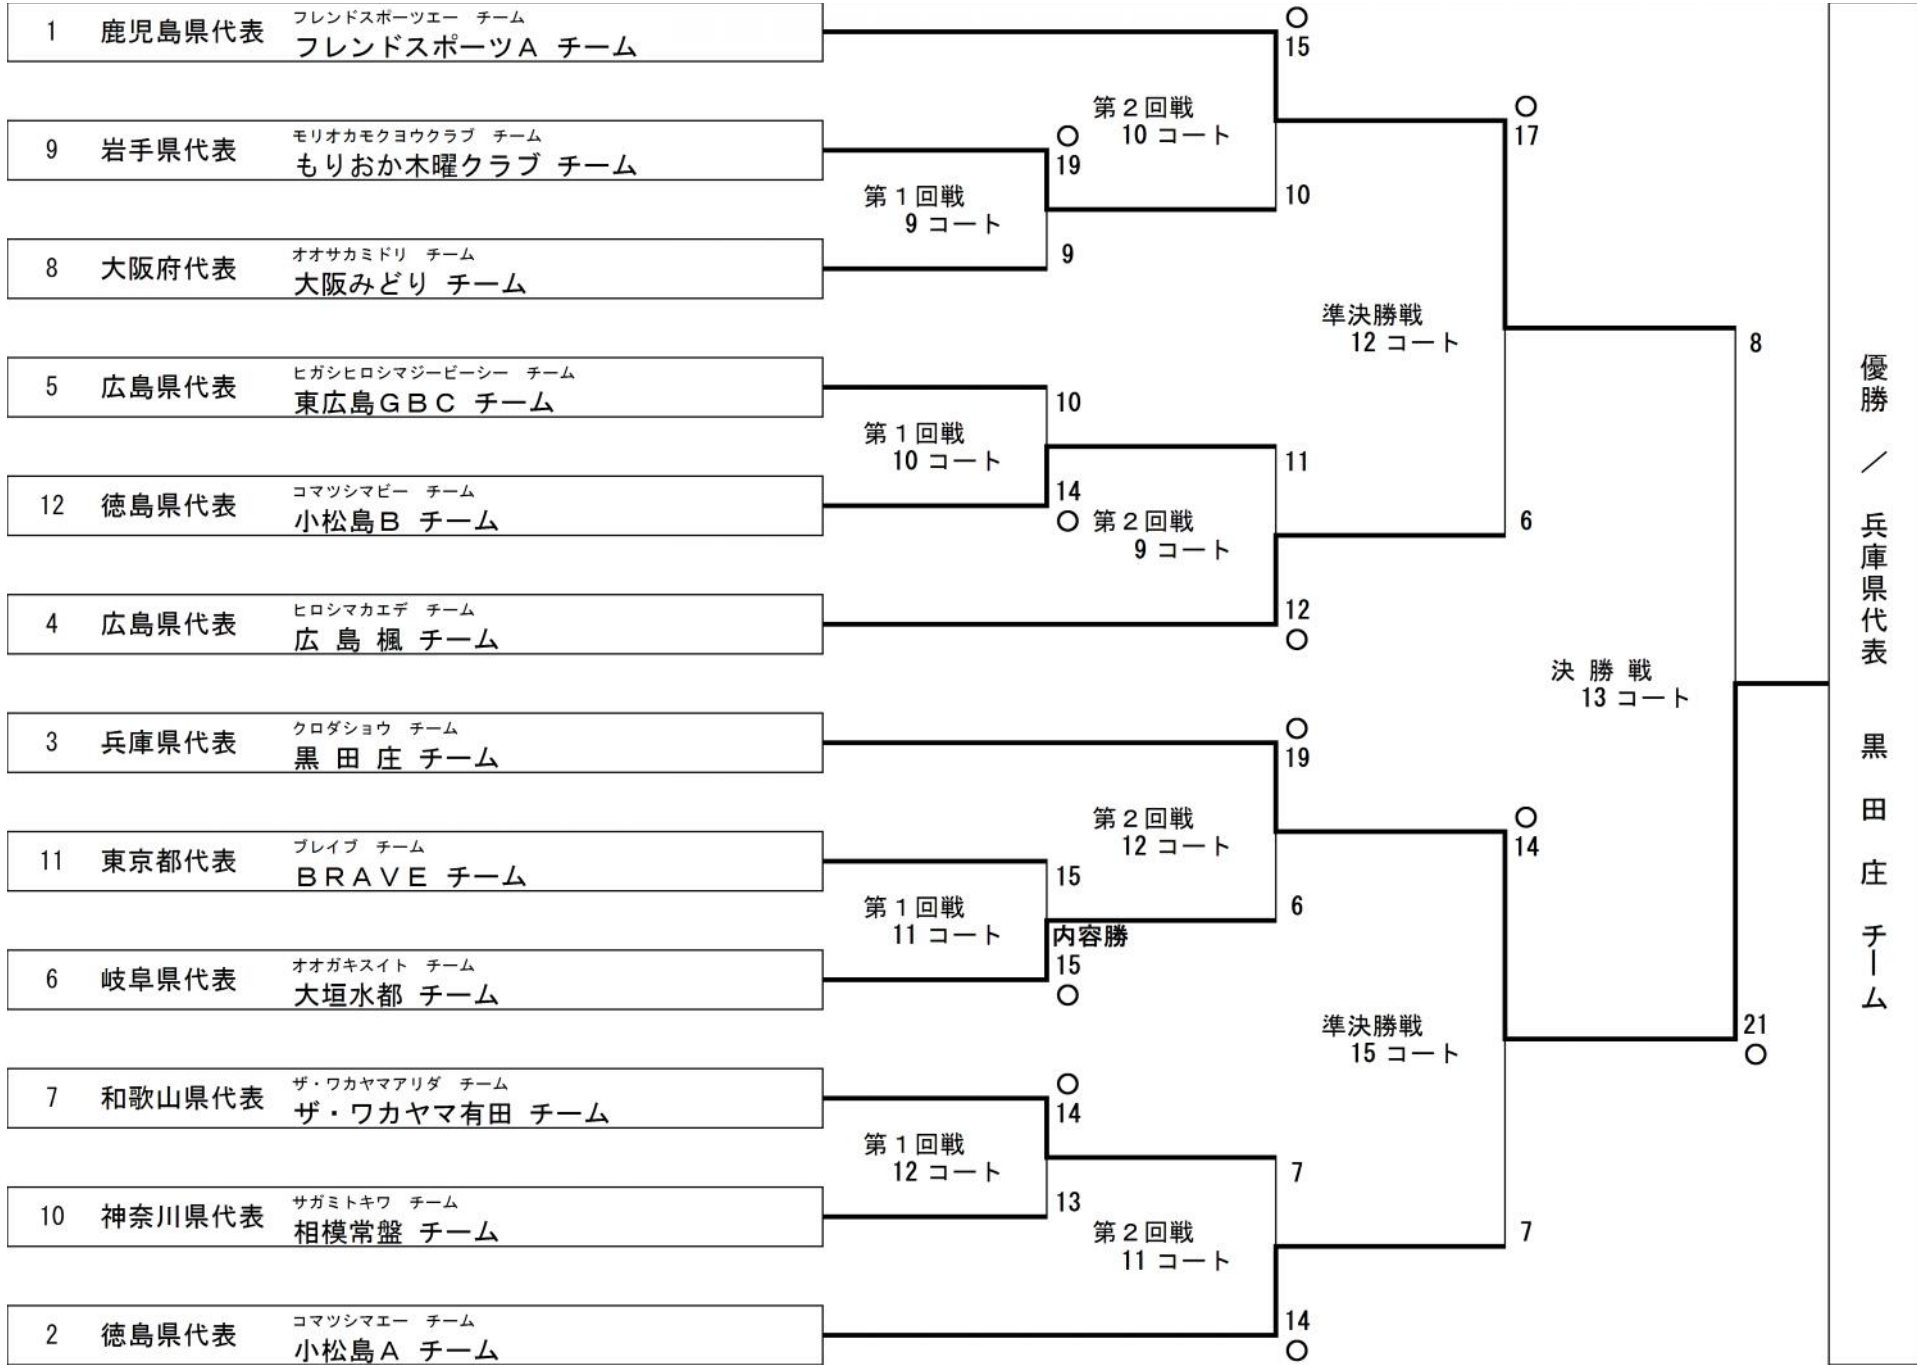 フレンドスポーツエー　チーム
1 鹿児島県代表 フレンドスポーツＡ チーム
モリオカモクヨウクラブ　チーム
9 岩手県代表 もりおか木曜クラブ チーム
オオサカミドリ　チーム
8 大阪府代表 大阪みどり チーム
ヒガシヒロシマジービーシー　チーム
5 広島県代表 東広島ＧＢＣ チーム
コマツシマビー　チーム
12 徳島県代表 小松島Ｂ チーム
ヒロシマカエデ　チーム
4 広島県代表 広 島 楓 チーム
クロダショウ　チーム
3 兵庫県代表 黒 田 庄 チーム
ブレイブ　チーム
11 東京都代表 ＢＲＡＶＥ チーム
オオガキスイト　チーム
6 岐阜県代表 大垣水都 チーム
ザ・ワカヤマアリダ　チーム
7 和歌山県代表 ザ・ワカヤマ有田 チーム
サガミトキワ　チーム
10 神奈川県代表 相模常盤 チーム
コマツシマエー　チーム
2 徳島県代表 小松島Ａ チーム
○
19
第１回戦
9 コート
9
10
第１回戦
10 コート
14
○
15
第１回戦
11 コート
内容勝
15
○
○
14
第１回戦
12 コート
13
○
15
第２回戦
10 コート
10
11
第２回戦
9 コート
12
○
○
19
第２回戦
12 コート
6
7
第２回戦
11 コート
14
○
○
17
準決勝戦
12 コート
6
○
14
準決勝戦
15 コート
7
8
決 勝 戦
13 コート
21
○
優勝 ／ 兵庫県代表 黒 田 庄 チーム